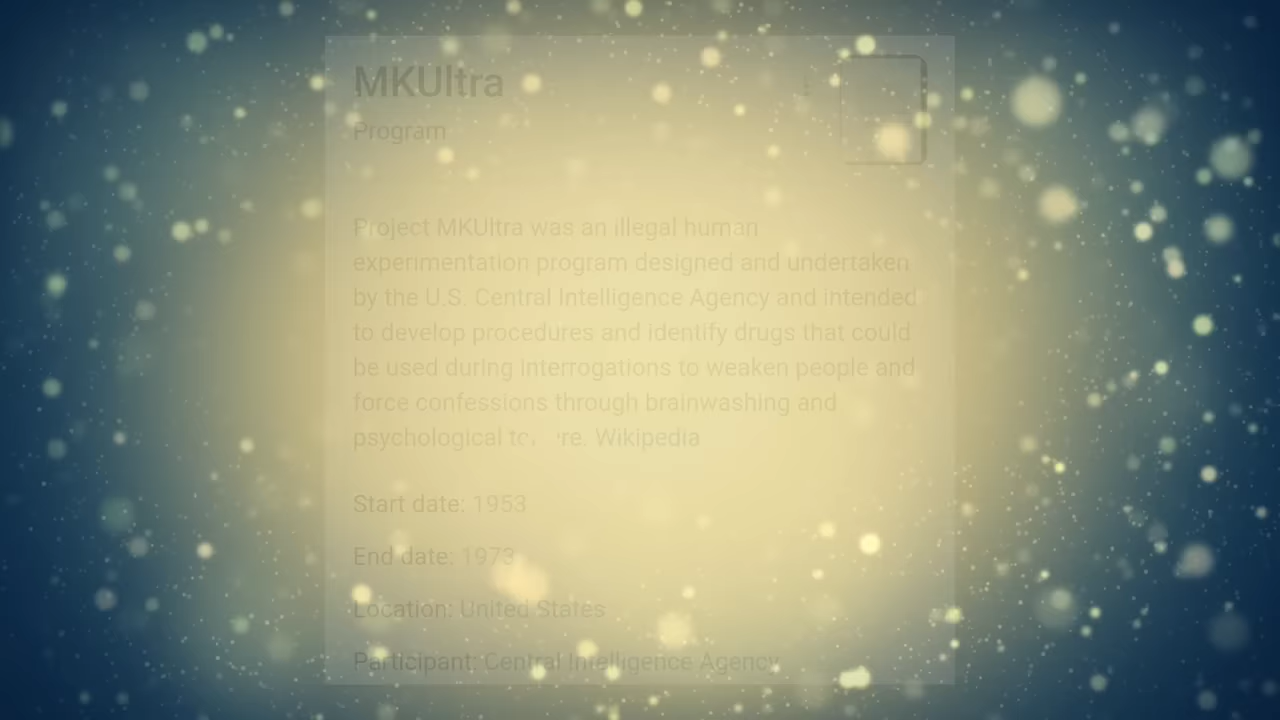 MKUltra
Program
Project MKUltra was an illegal human
experimentation program designed and undertaken
by the U.S. Central Intelligence Agency and intended
to develop procedures and identify drugs that could
be used during interrogations to weaken people and
force confessions through brainwashing and
psychological Wikipedia
Start date: 1953
End date: 1973
Location: United States
Participant: Central Intelligence Agency